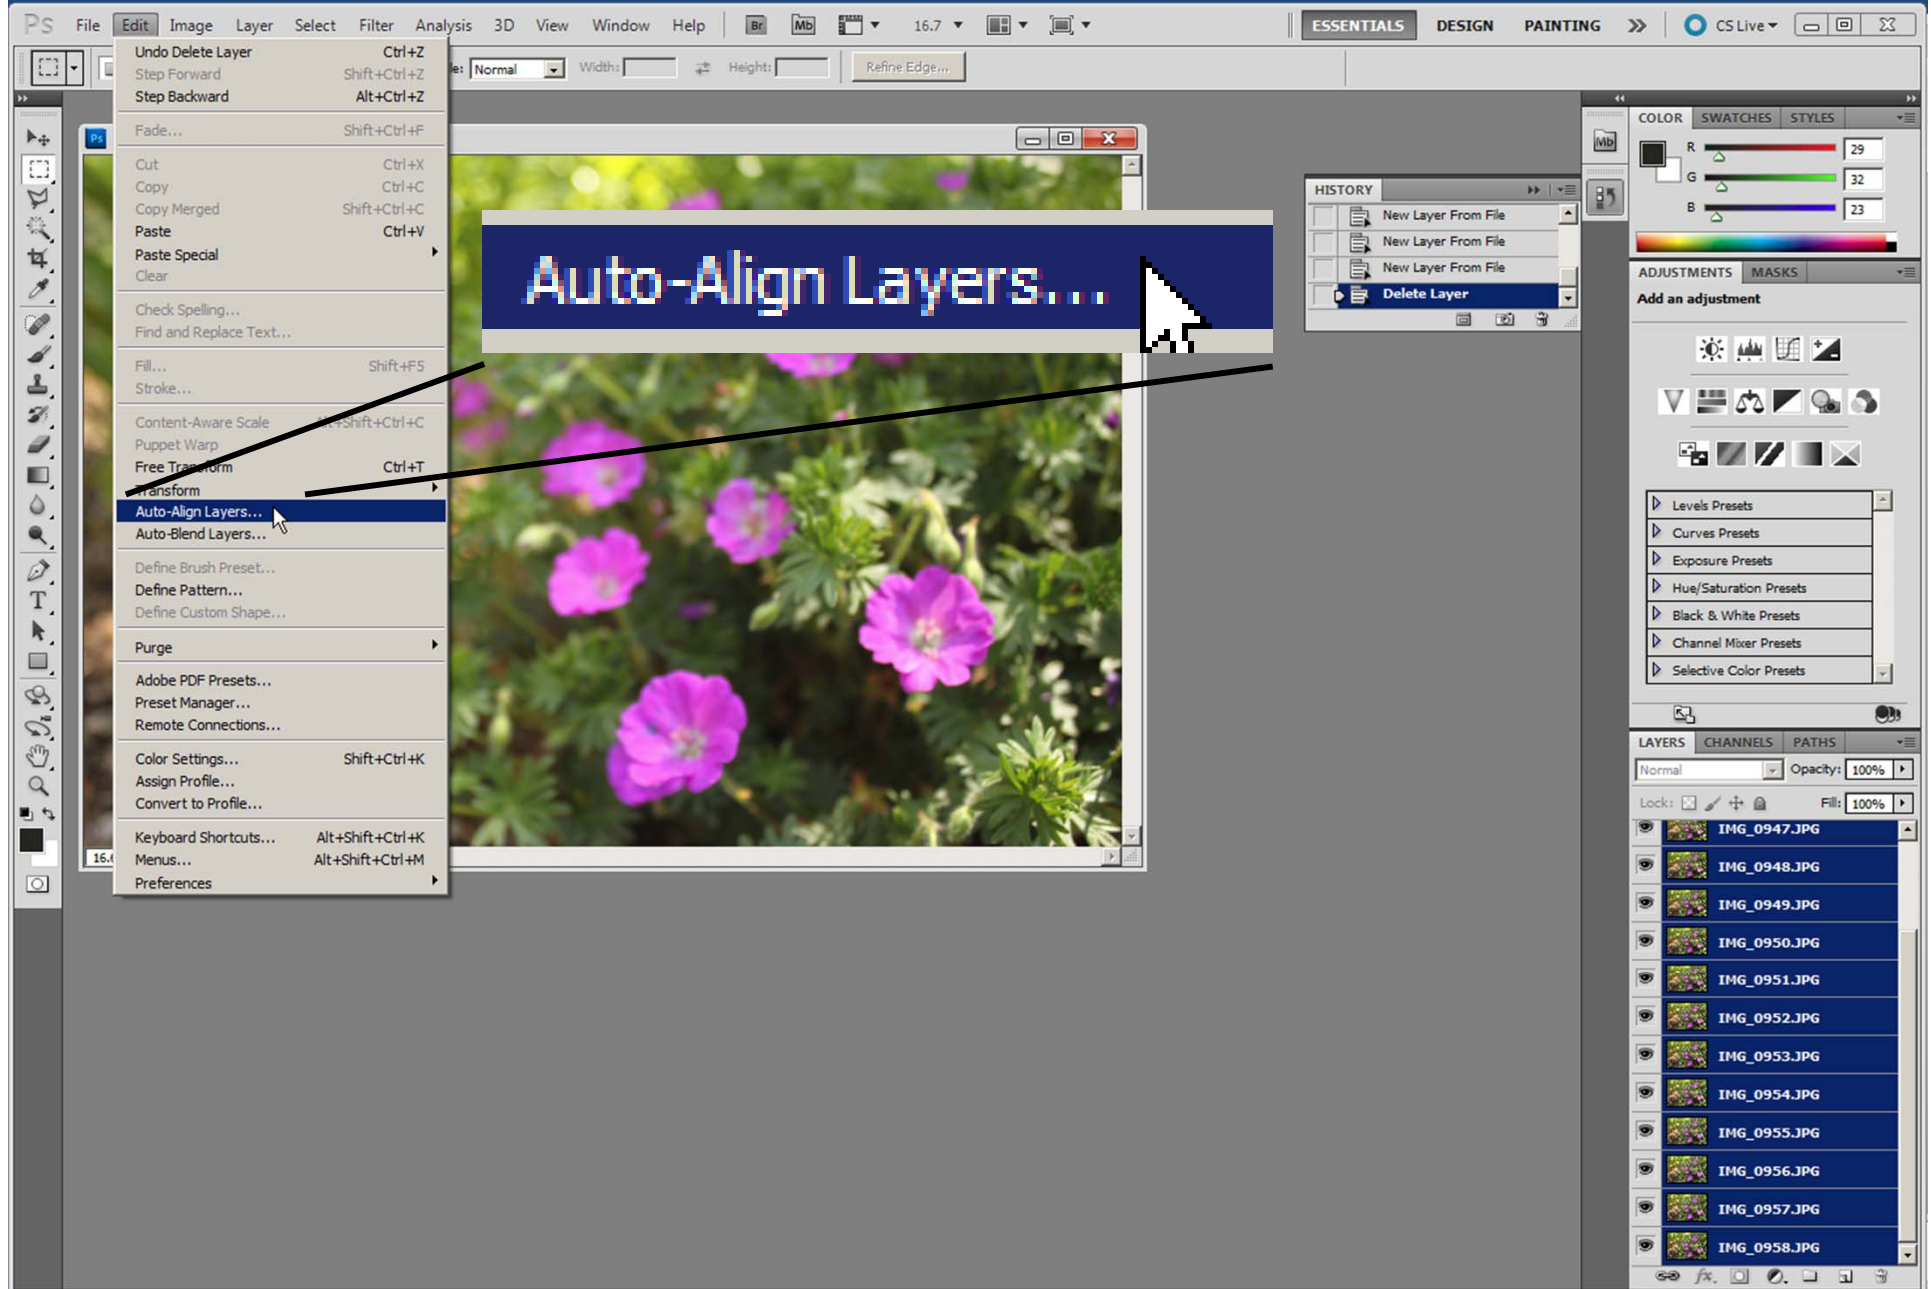 Ps File Edit Image Layer Select Filter Analysis 3D View Window Help Br Mb 16.7 ESSENTIALS DESIGN PAINTING CS Live
Normal Width: Height: Refine Edge...
Undo Delete Layer Ctrl+Z
Step Forward Shift+Ctrl+Z
Step Backward Alt+Ctrl+Z
Fade... Shift+Ctrl+F
Cut Ctrl+X
Copy Ctrl+C
Copy Merged Shift+Ctrl+C
Paste Ctrl+V
Paste Special
Clear
Check Spelling...
Find and Replace Text...
Fill... Shift+F5
Stroke...
Content-Aware Scale Alt+Shift+Ctrl+C
Puppet Warp
Free Transform Ctrl+T
Transform
Auto-Align Layers...
Auto-Blend Layers...
Define Brush Preset...
Define Pattern...
Define Custom Shape...
Purge
Adobe PDF Presets...
Preset Manager...
Remote Connections...
Color Settings... Shift+Ctrl+K
Assign Profile...
Convert to Profile...
Keyboard Shortcuts... Alt+Shift+Ctrl+K
Menus... Alt+Shift+Ctrl+M
Preferences
Ps
Auto-Align Layers...
HISTORY
New Layer From File
New Layer From File
New Layer From File
Delete Layer
Mb
COLOR SWATCHES STYLES
R 29
G 32
B 23
ADJUSTMENTS MASKS
Add an adjustment
Levels Presets
Curves Presets
Exposure Presets
Hue/Saturation Presets
Black & White Presets
Channel Mixer Presets
Selective Color Presets
LAYERS CHANNELS PATHS
Normal Opacity: 100%
Lock: Fill: 100%
IMG_0947.JPG
IMG_0948.JPG
IMG_0949.JPG
IMG_0950.JPG
IMG_0951.JPG
IMG_0952.JPG
IMG_0953.JPG
IMG_0954.JPG
IMG_0955.JPG
IMG_0956.JPG
IMG_0957.JPG
IMG_0958.JPG
fx.